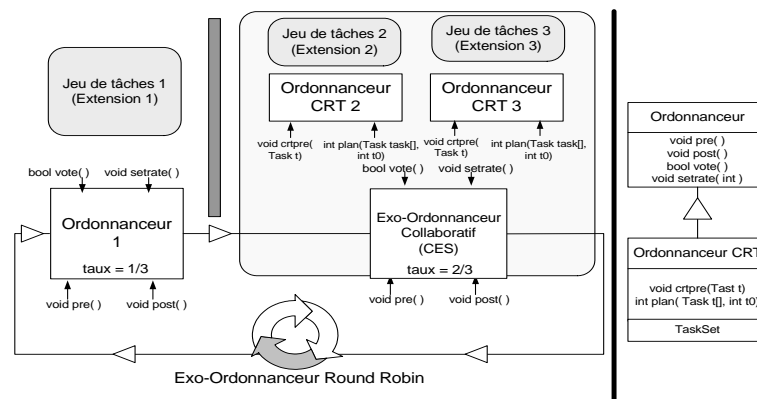 Jeu de tâches 1
(Extension 1)
Jeu de tâches 2
(Extension 2)
Jeu de tâches 3
(Extension 3)
Ordonnanceur
CRT 2
Ordonnanceur
CRT 3
void crtpre(
Task t)
int plan(Task task[],
int t0)
void crtpre(
Task t)
int plan(Task task[],
int t0)
bool vote( )
void setrate( )
bool vote( )
void setrate( )
Ordonnanceur
1
taux = 1/3
Exo-Ordonnanceur
Collaboratif
(CES)
taux = 2/3
void pre( )
void post( )
void pre( )
void post( )
Exo-Ordonnanceur Round Robin
Ordonnanceur
void pre( )
void post( )
bool vote( )
void setrate( int )
Ordonnanceur CRT
void crtpre(Tast t)
int plan( Task t[], int t0)
TaskSet